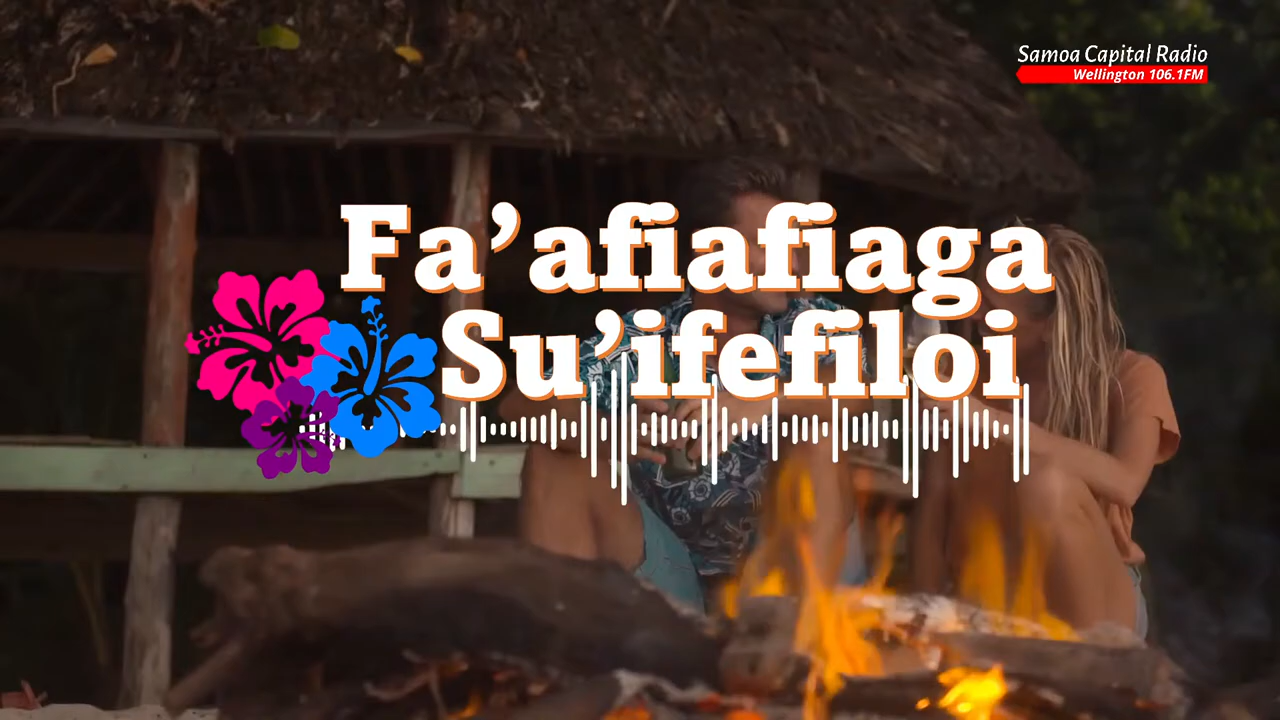 Samoa Capital Radio
Wellington 106.1FM
Fa’afiafiaga
Su’ifefiloi